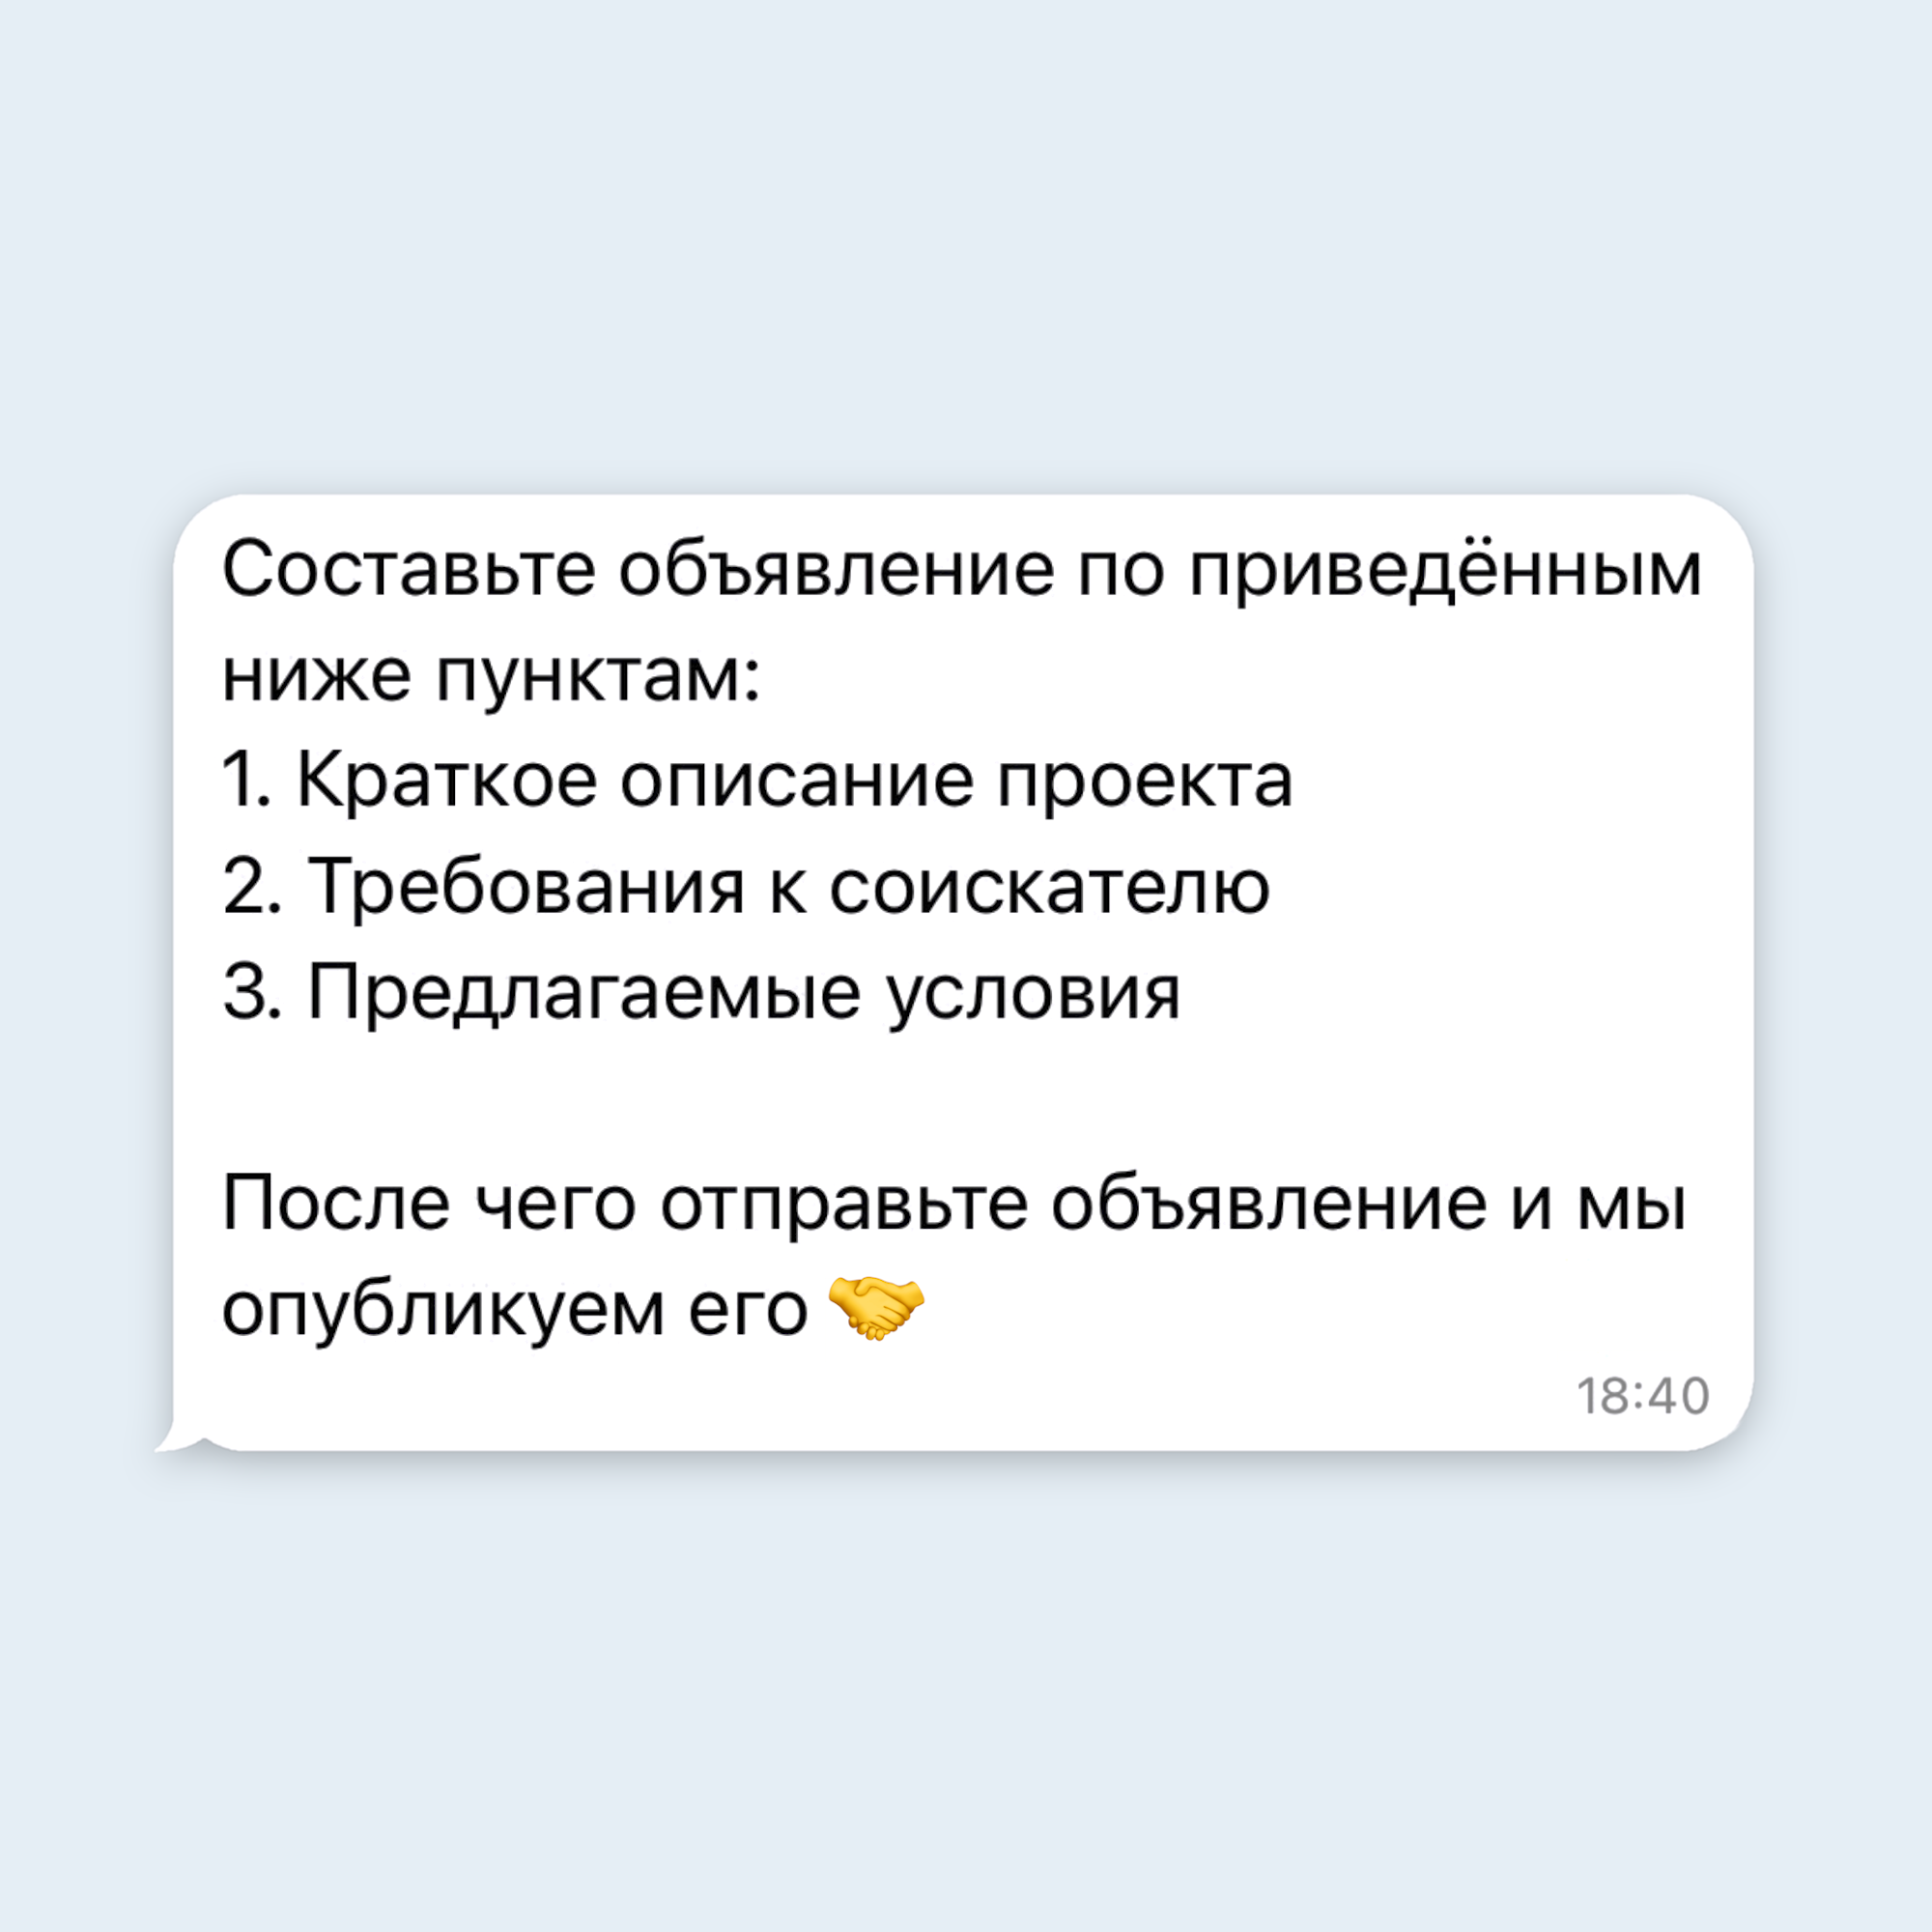 Составьте объявление по приведённым
ниже пунктам:
1. Краткое описание проекта
2. Требования к соискателю
3. Предлагаемые условия
После чего отправьте объявление и мы
опубликуем его 🤝
18:40